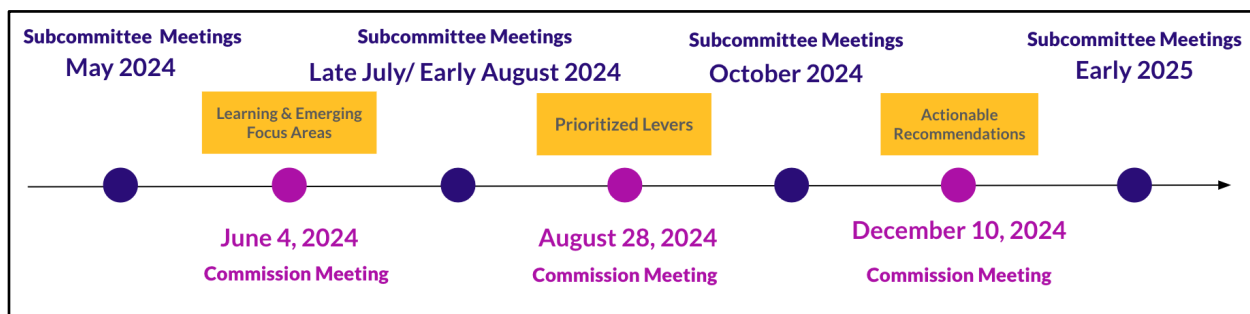 Subcommittee Meetings
May 2024
Subcommittee Meetings
Late July/ Early August 2024
Subcommittee Meetings
October 2024
Subcommittee Meetings
Early 2025
Learning & Emerging
Focus Areas
Prioritized Levers
Actionable
Recommendations
June 4, 2024
Commission Meeting
August 28, 2024
Commission Meeting
December 10, 2024
Commission Meeting